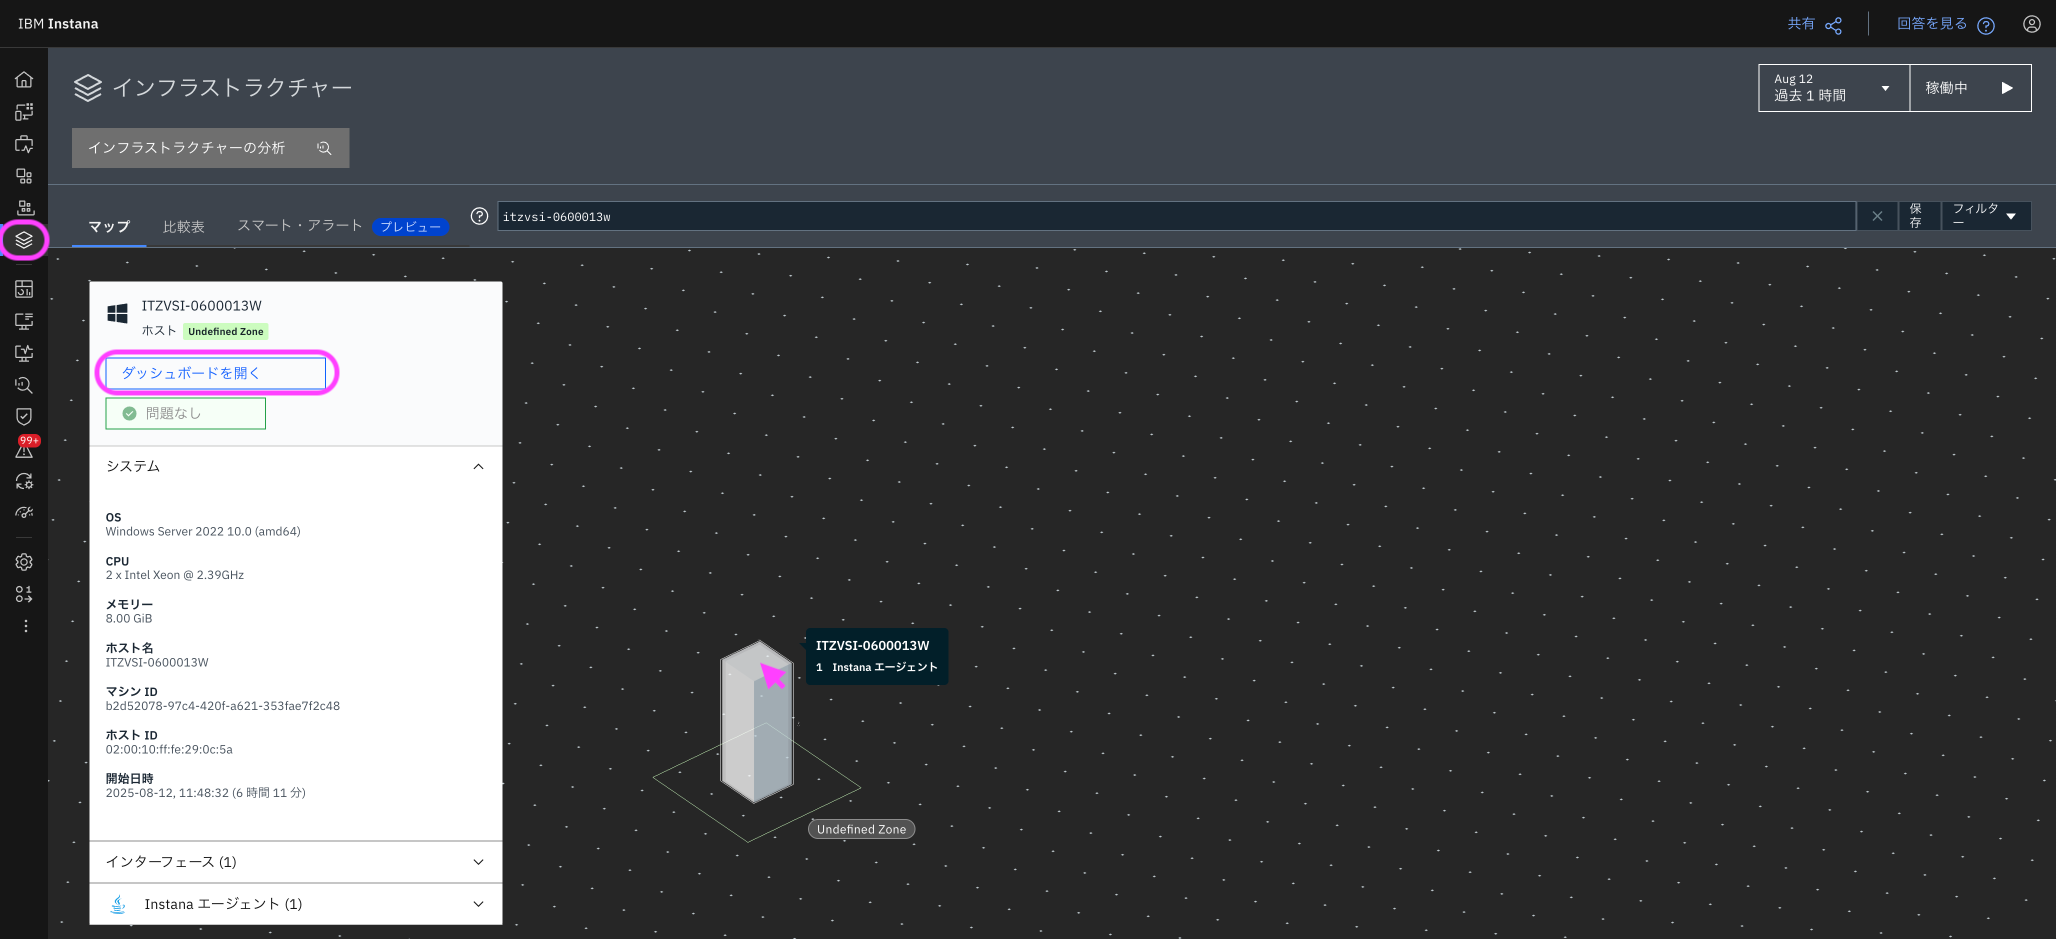 IBM Instana
共有
回答を見る
インフラストラクチャー
Aug 12
過去 1 時間
稼働中
インフラストラクチャーの分析
マップ
比較表
スマート・アラート
プレビュー
itzvsi-0600013w
保存
フィルター
99+
ITZVSI-0600013W
ホスト Undefined Zone
ダッシュボードを開く
問題なし
システム
OS
Windows Server 2022 10.0 (amd64)
CPU
2 x Intel Xeon @ 2.39GHz
メモリー
8.00 GiB
ホスト名
ITZVSI-0600013W
マシン ID
b2d52078-97c4-420f-a621-353fae7f2c48
ホスト ID
02:00:10:ff:fe:29:0c:5a
開始日時
2025-08-12, 11:48:32 (6 時間 11 分)
インターフェース (1)
Instana エージェント (1)
ITZVSI-0600013W
1 Instana エージェント
Undefined Zone